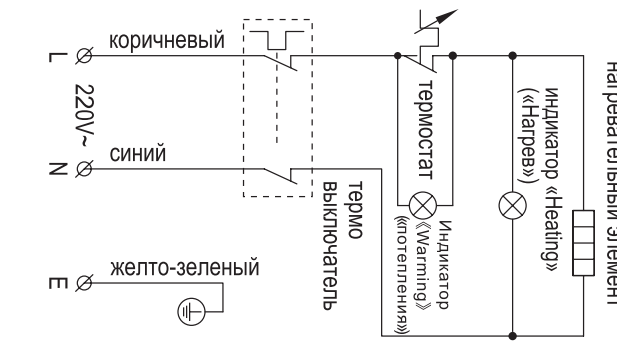 L
коричневый
220V~
N
синий
E
желто-зеленый
термо
выключатель
термостат
Индикатор
《Warming》
(«потепления»)
индикатор «Heating»
(«Нагрев»)
нагревательный элемент